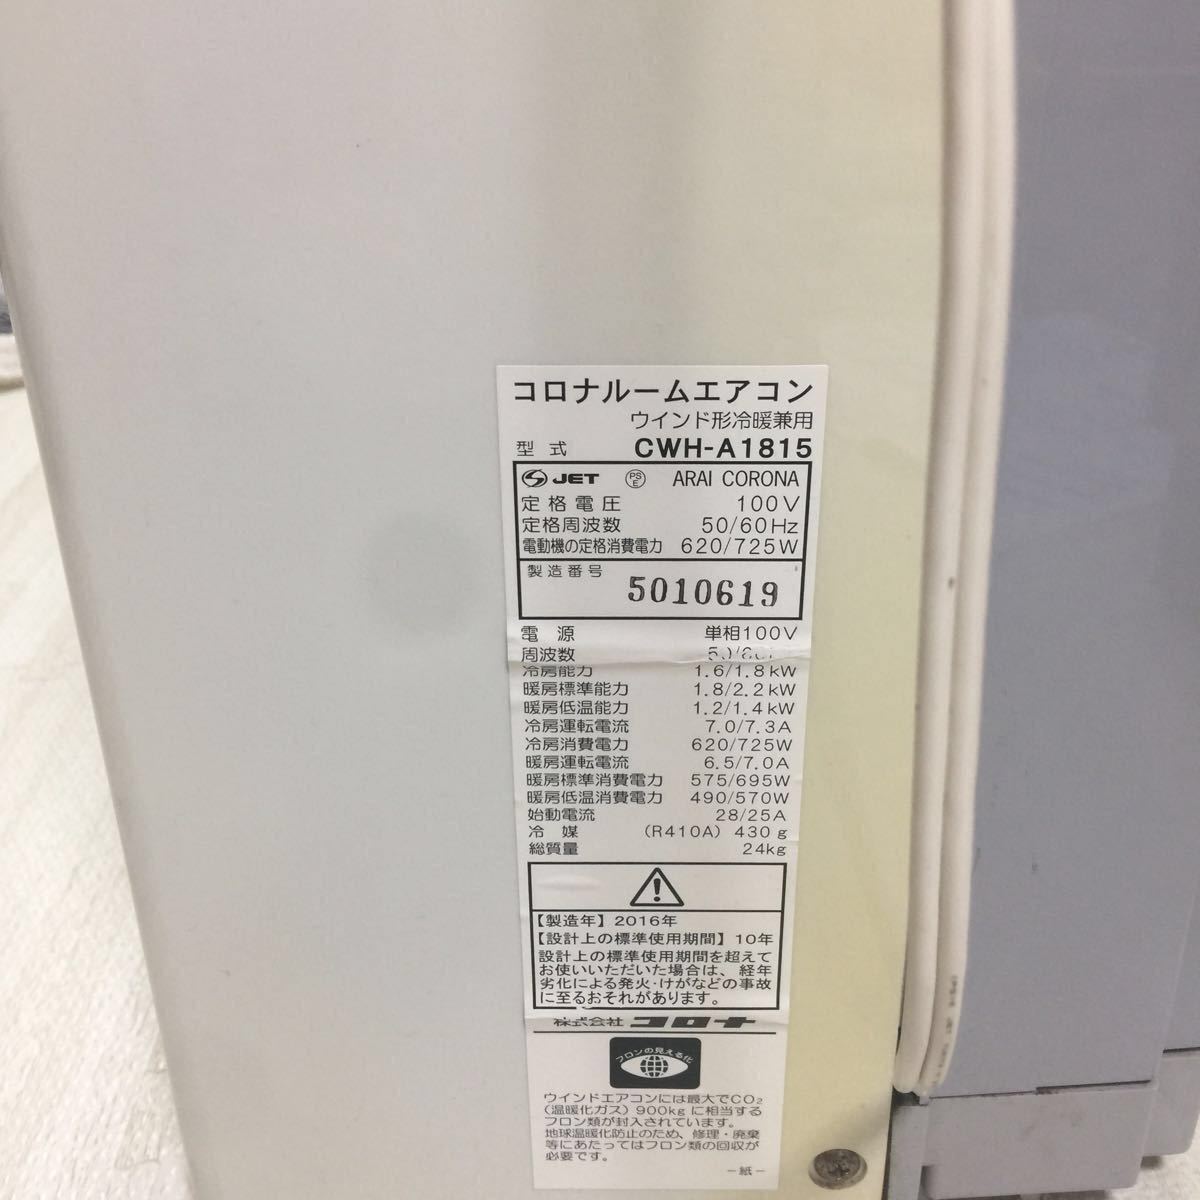 コロナルームエアコン
ウインド形冷暖兼用
型式 CWH-A1815
JET PSE ARAI CORONA
定格電圧 100V
定格周波数 50/60Hz
電動機の定格消費電力 620/725W
製造番号 5010619
電源 単相100V
周波数
冷房能力 1.6/1.8kW
暖房標準能力 1.8/2.2kW
暖房低温能力 1.2/1.4kW
冷房運転電流 7.0/7.3A
冷房消費電力 620/725W
暖房運転電流 6.5/7.0A
暖房標準消費電力 575/695W
暖房低温消費電力 490/570W
始動電流 28/25A
冷媒 (R410A) 430g
総質量 24kg
【製造年】2016年
【設計上の標準使用期間】10年
設計上の標準使用期間を超えて
お使いいただいた場合は、経年
劣化による発火・けがなどの事故
に至るおそれがあります。
株式会社 コロナ
フロンの見える化
ウインドエアコンには最大でCO₂
(温暖化ガス) 900kgに相当する
フロン類が封入されています。
地球温暖化防止のため、修理・廃棄
等にあたってはフロン類の回収が
必要です。
-紙-